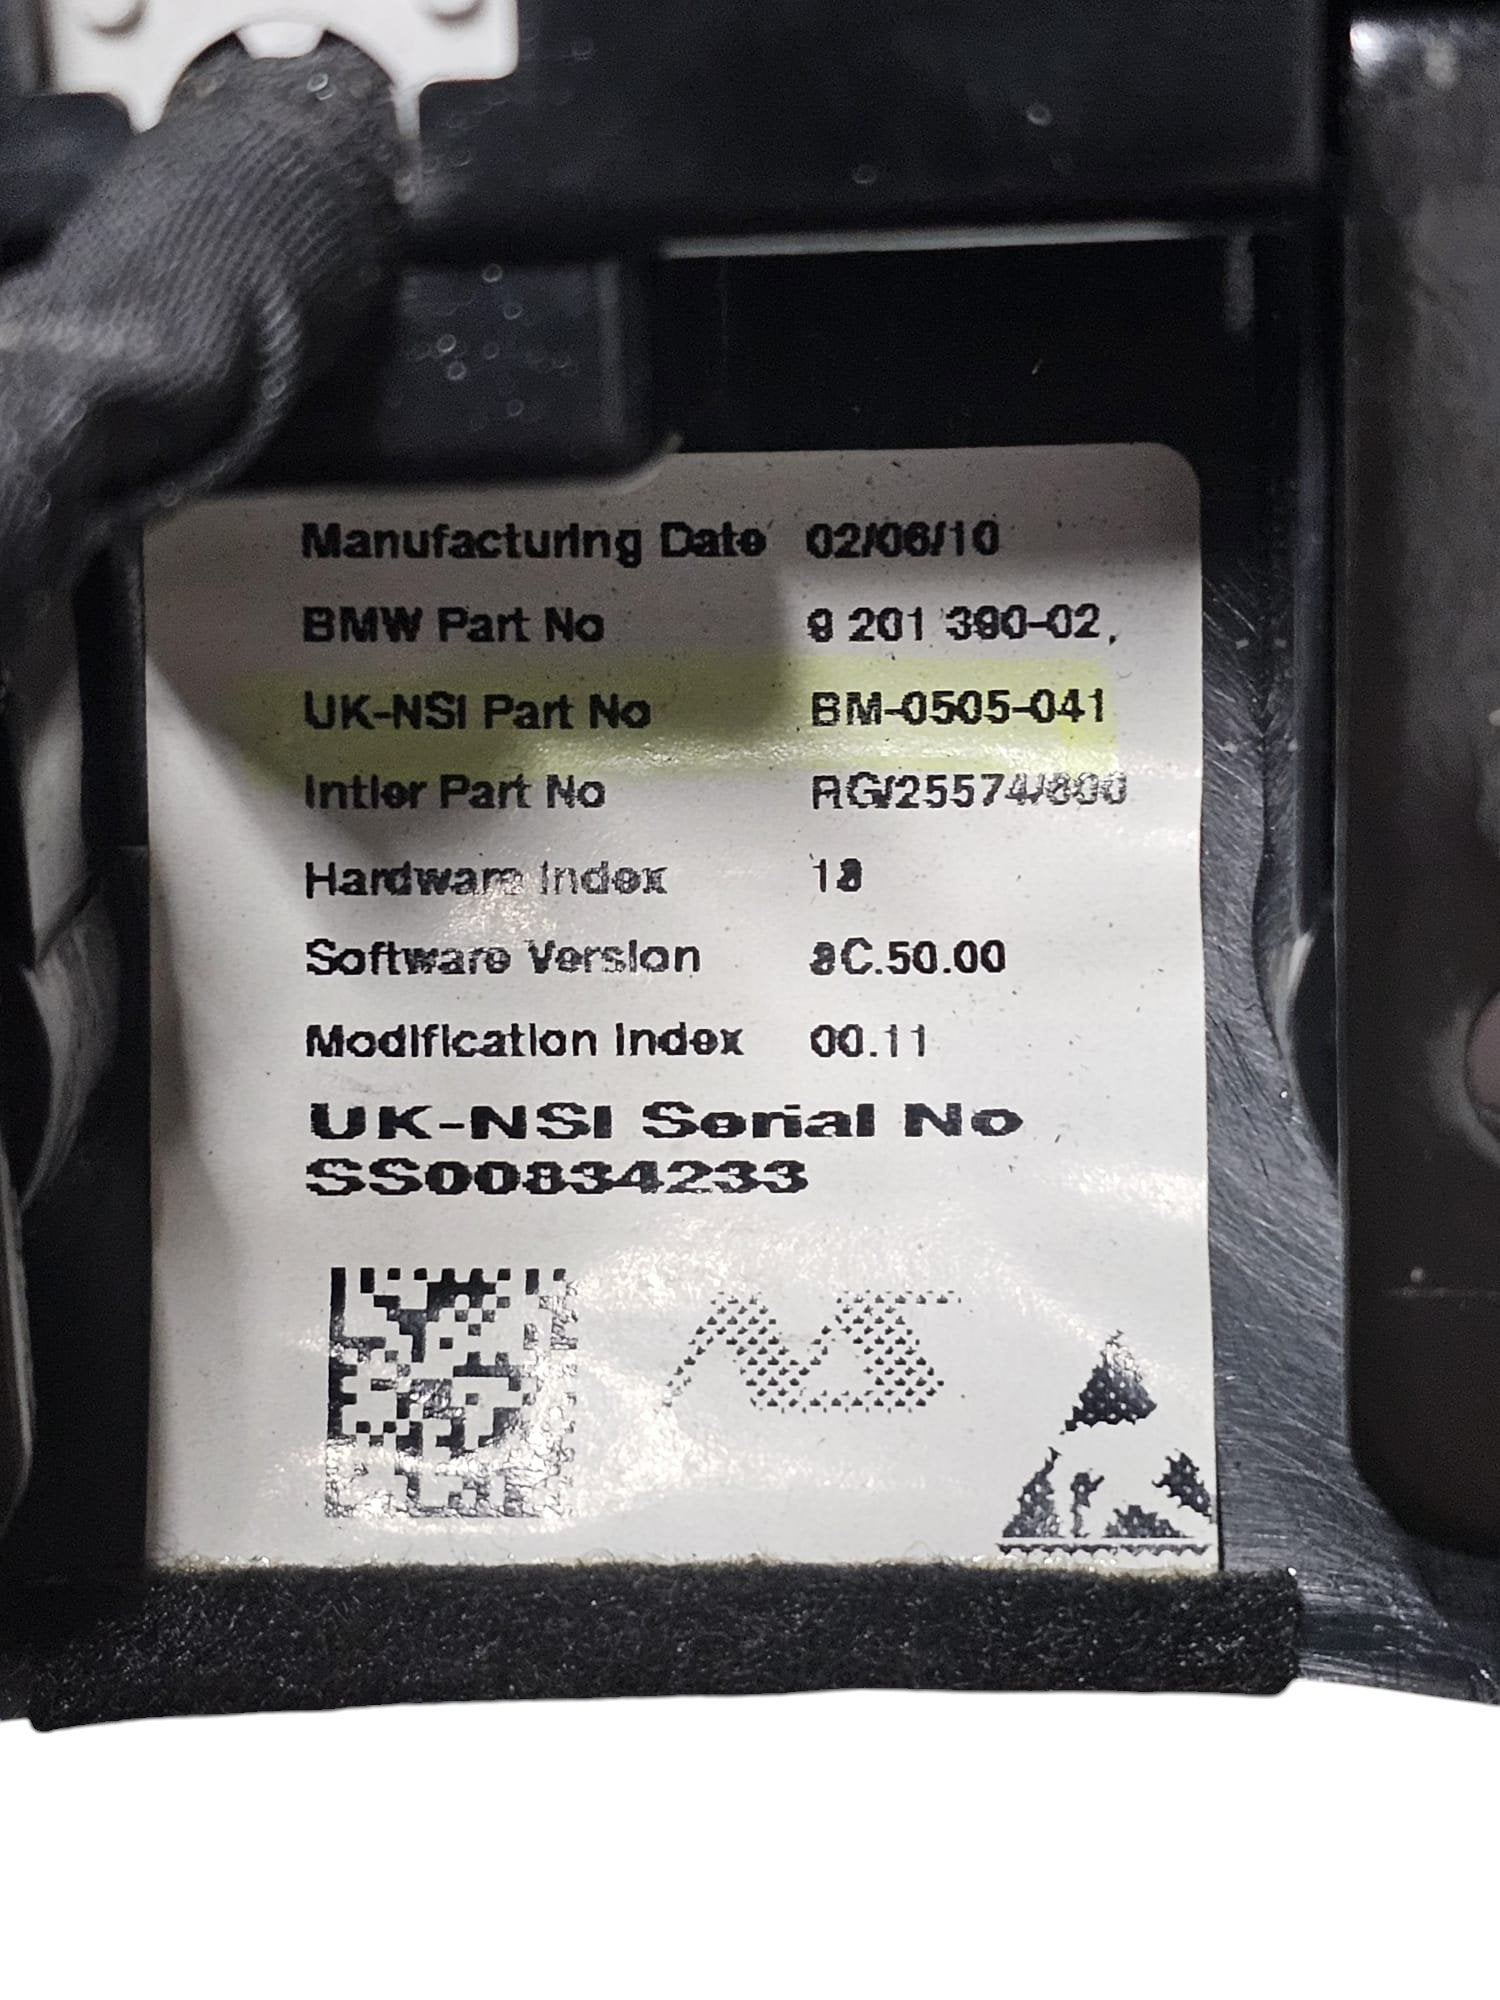 Manufacturing Date 02/06/10
BMW Part No 9 201 390-02,
UK-NSI Part No BM-0505-041
Intier Part No RG/25574/800
Hardware Index
Software Version aC.50.00
Modification Index 00.11
UK-NSI Serial No
SS00834233